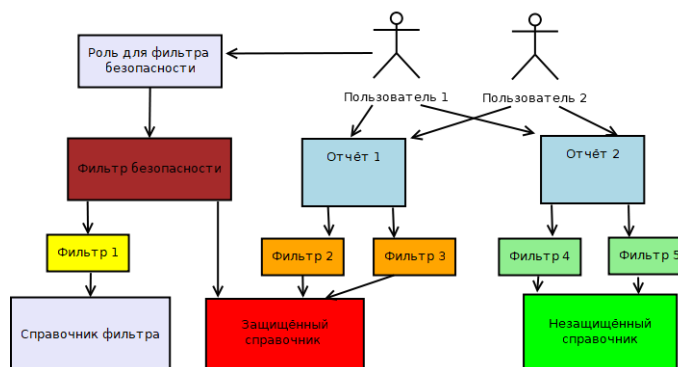 Роль для фильтра
безопасности
Пользователь 1
Пользователь 2
Фильтр безопасности
Отчёт 1
Отчёт 2
Фильтр 1
Фильтр 2
Фильтр 3
Фильтр 4
Фильтр 5
Справочник фильтра
Защищённый
справочник
Незащищённый
справочник